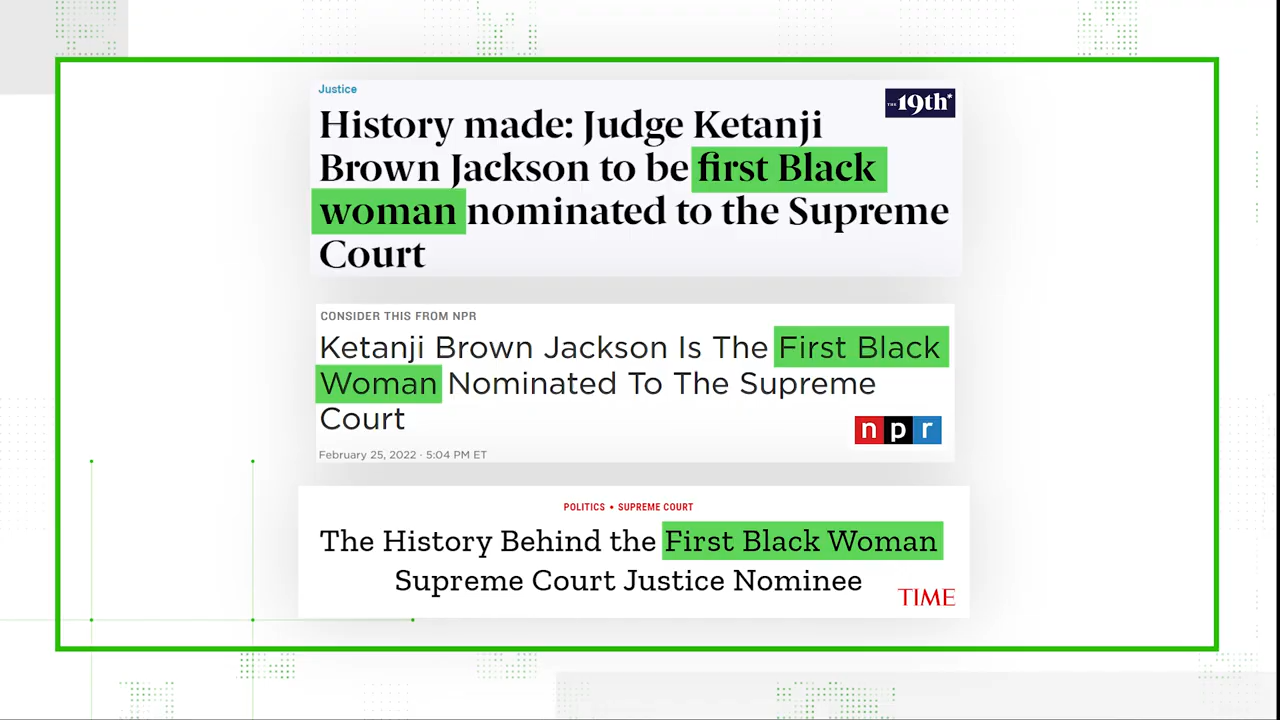 Justice
THE 19th*
History made: Judge Ketanji
Brown Jackson to be first Black
woman nominated to the Supreme
Court
CONSIDER THIS FROM NPR
Ketanji Brown Jackson Is The First Black
Woman Nominated To The Supreme
Court
npr
February 25, 2022 · 5:04 PM ET
POLITICS • SUPREME COURT
The History Behind the First Black Woman
Supreme Court Justice Nominee
TIME